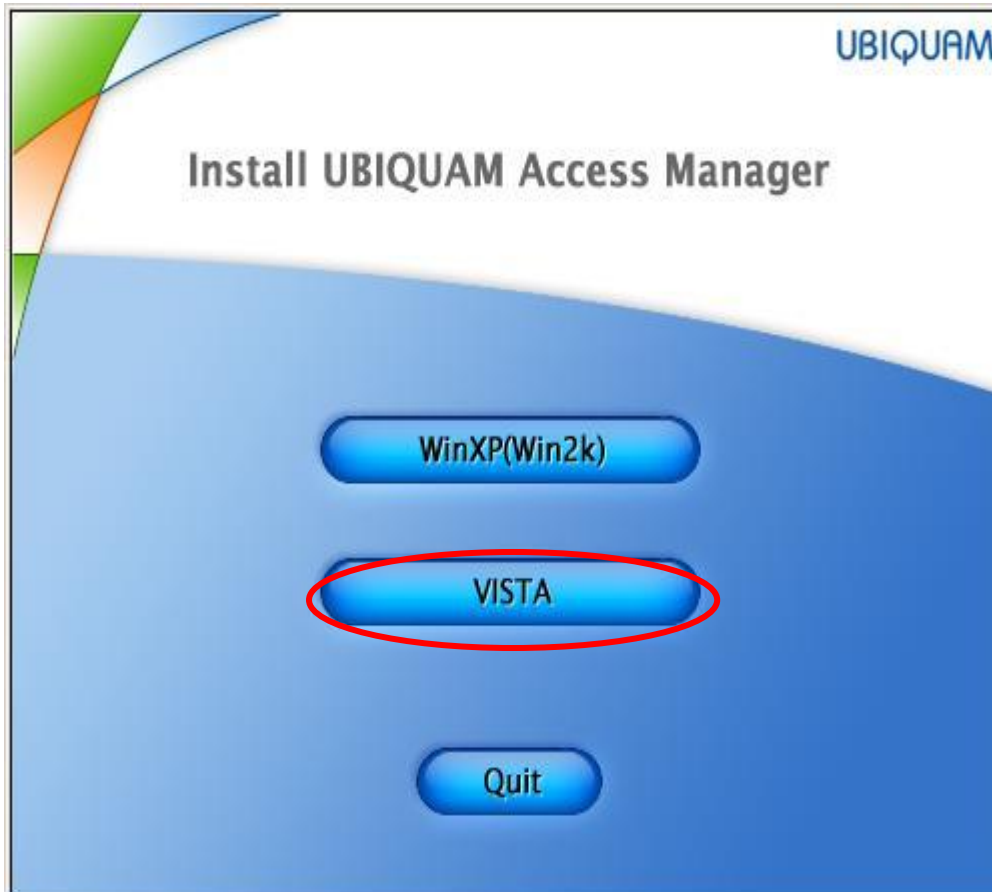 UBIQUAM
Install UBIQUAM Access Manager
WinXP(Win2k)
VISTA
Quit